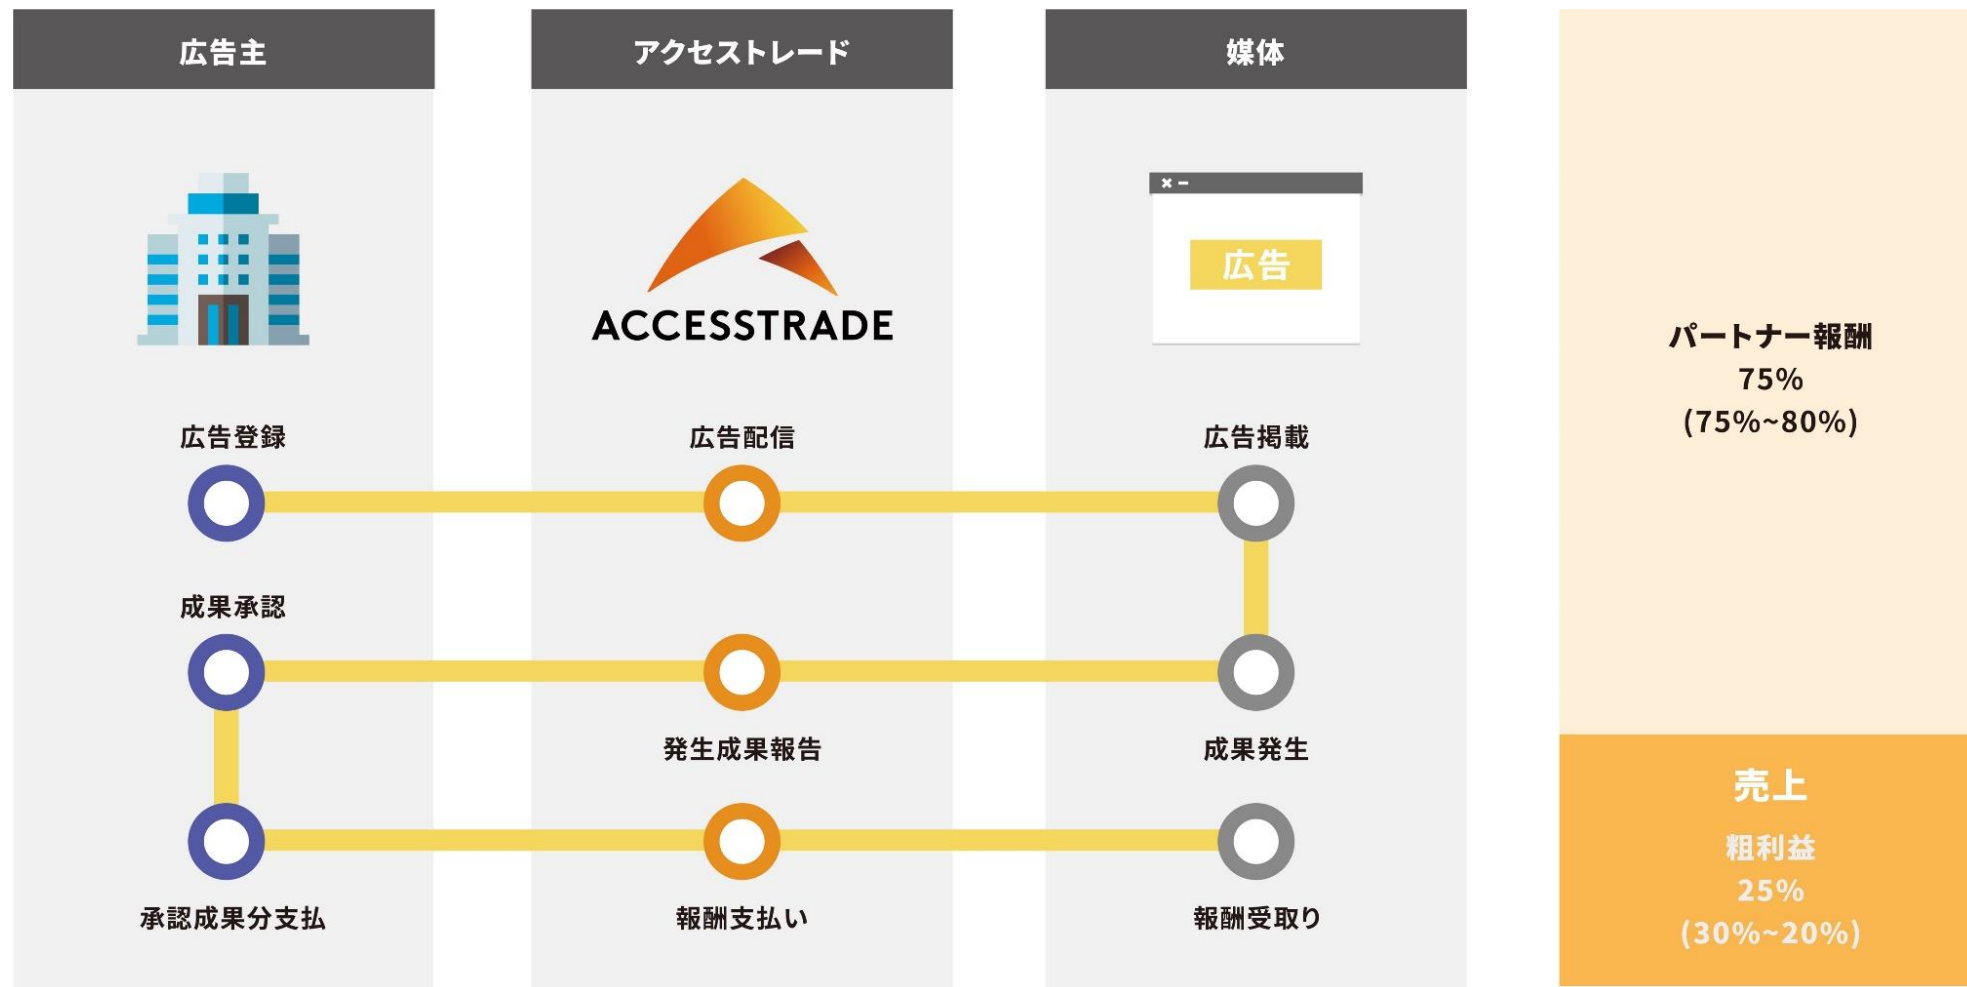 広告主
アクセストレード
媒体
広告
ACCESSTRADE
広告登録
広告配信
広告掲載
成果承認
発生成果報告
成果発生
承認成果分支払
報酬支払い
報酬受取り
パートナー報酬
75%
(75%~80%)
売上
粗利益
25%
(30%~20%)